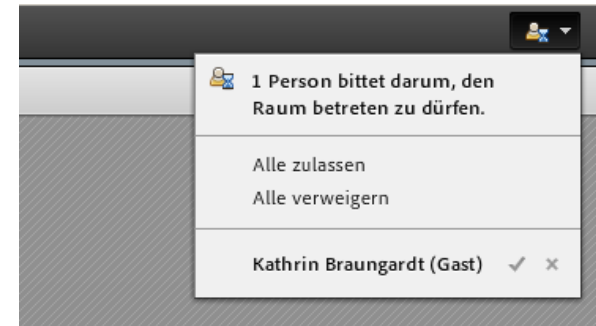 1 Person bittet darum, den
Raum betreten zu dürfen.
Alle zulassen
Alle verweigern
Kathrin Braungardt (Gast)